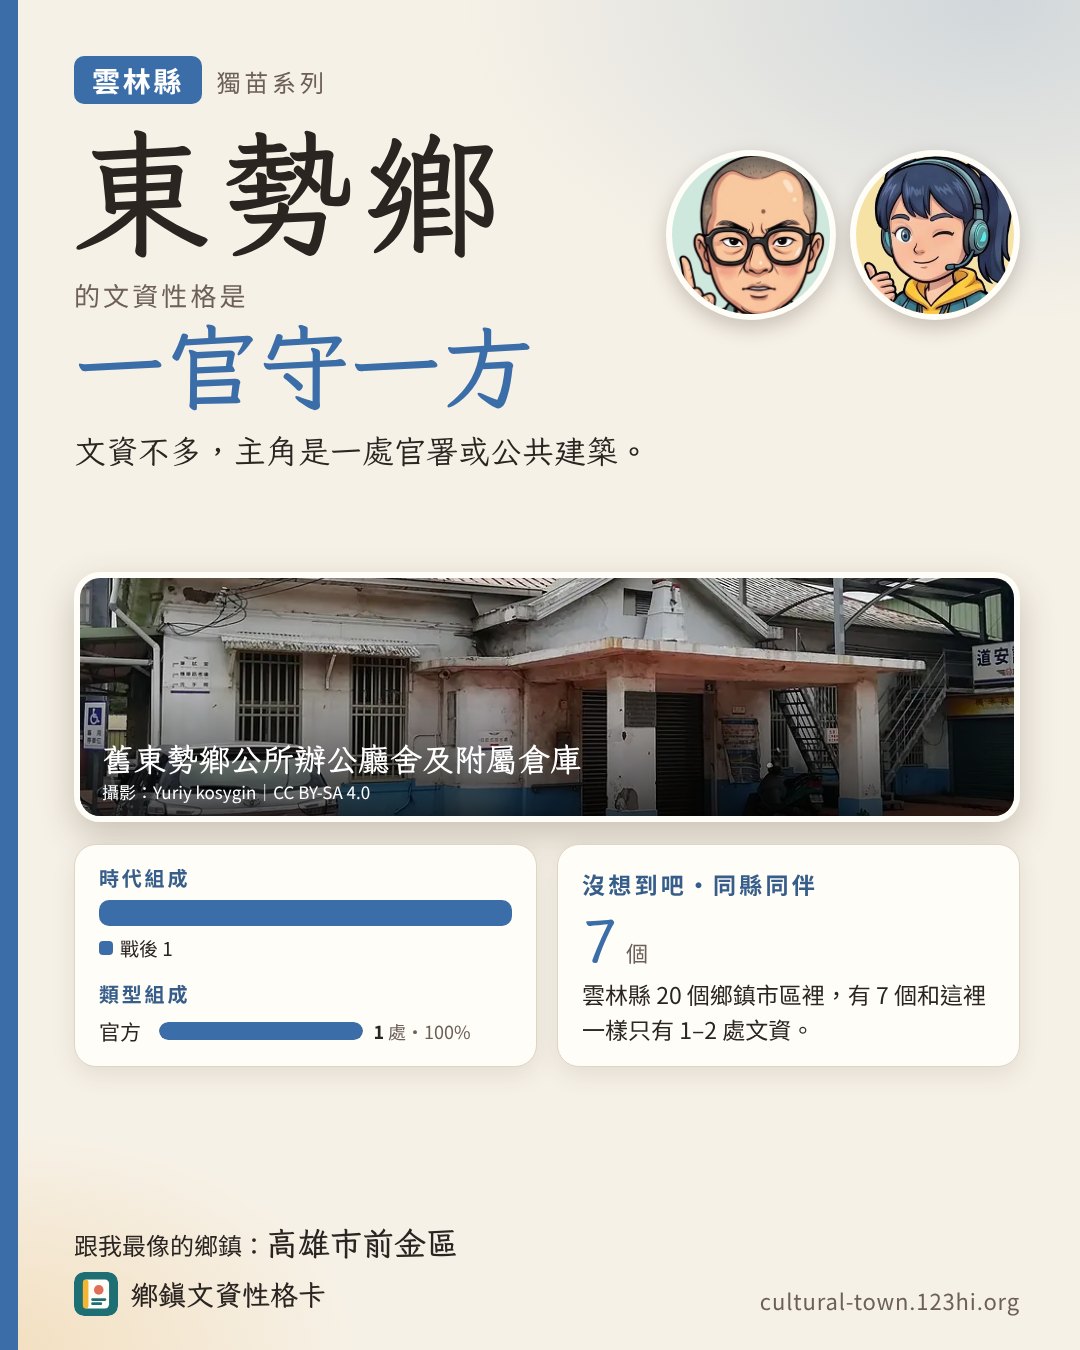 雲林縣 獨苗系列
東勢鄉
的文資性格是
一官守一方
文資不多，主角是一處官署或公共建築。
道安
舊東勢鄉公所辦公廳舍及附屬倉庫
攝影：Yuriy kosygin｜CC BY-SA 4.0
時代組成
戰後 1
類型組成
官方 1 處・100%
沒想到吧・同縣同伴
7 個
雲林縣 20 個鄉鎮市區裡，有 7 個和這裡
一樣只有 1–2 處文資。
跟我最像的鄉鎮：高雄市前金區
鄉鎮文資性格卡
cultural-town.123hi.org